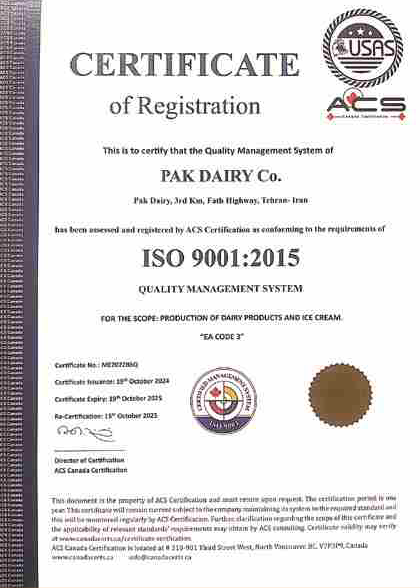 USAS
ACS
CERTIFICATE
of Registration
This is to certify that the Quality Management System of
PAK DAIRY Co.
Pak Dairy, 3rd Km, Fath Highway, Tehran- Iran
has been assessed and registered by ACS Certification as conforming to the requirements of
ISO 9001:2015
QUALITY MANAGEMENT SYSTEM
FOR THE SCOPE: PRODUCTION OF DAIRY PRODUCTS AND ICE CREAM.
"EA CODE 3"
Certificate No.:
Certificate Issuance: 19th October 2024
Certificate Expiry: 19th October 2025
Re-Certification: October 2025
CERTIFIED MANAGEMENT SYSTEM
ISO 9001
Director of Certification
ACS Canada Certification
This document is the property of ACS Certification and must return upon request. The certification period is one
year. This certificate will remain current subject to the company maintaining its system to the required standard and
this will be monitored regularly by ACS Certification. Further clarification regarding the scope of this certificate and
the applicability of relevant standards' requirements may obtain by ACS consulting. Certificate validity may verify
at www.canadacerts.ca/certificate verification.
ACS Canada Certification is located at # 310-901 Third Street West, North Vancouver BC, V7P3P9, Canada
www.canadacerts.ca info@canadacerts.ca